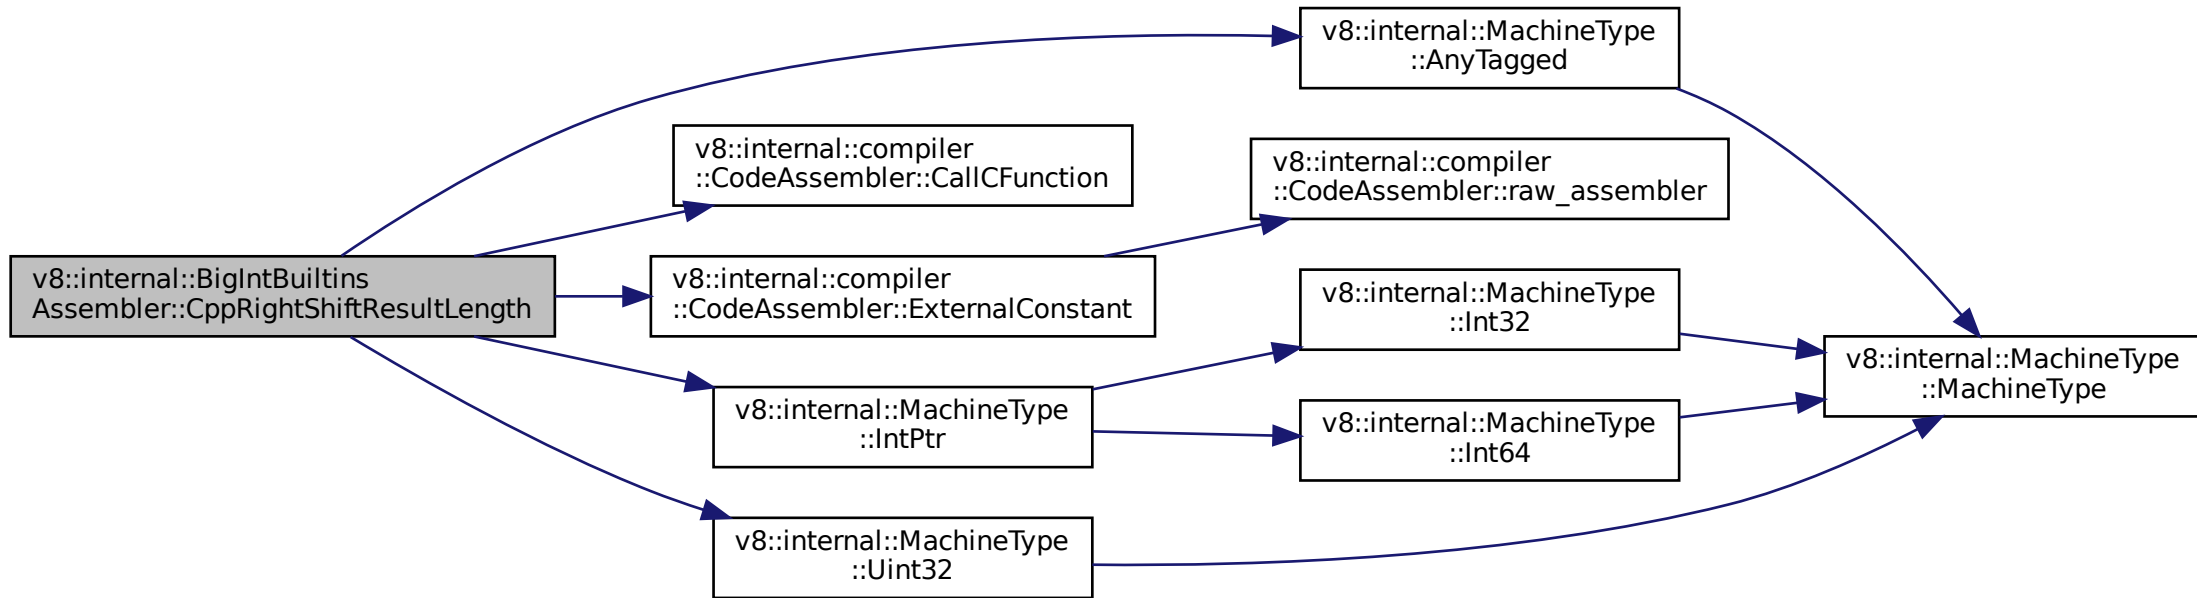 v8::internal::MachineType
::AnyTagged
v8::internal::compiler
::CodeAssembler::CallCFunction
v8::internal::compiler
::CodeAssembler::raw_assembler
v8::internal::BigIntBuiltins
Assembler::CppRightShiftResultLength
v8::internal::compiler
::CodeAssembler::ExternalConstant
v8::internal::MachineType
::Int32
v8::internal::MachineType
::MachineType
v8::internal::MachineType
::IntPtr
v8::internal::MachineType
::Int64
v8::internal::MachineType
::Uint32